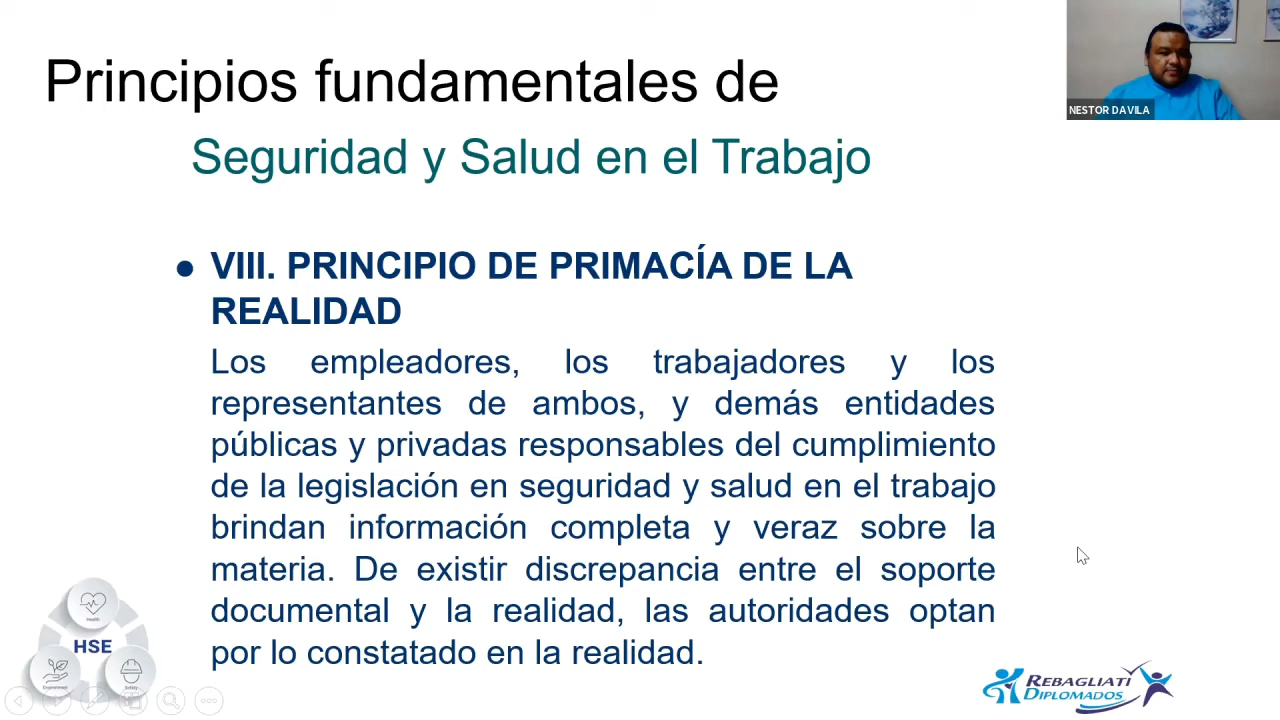 Principios fundamentales de
Seguridad y Salud en el Trabajo
NESTOR DAVILA
● VIII. PRINCIPIO DE PRIMACÍA DE LA
REALIDAD
Los empleadores, los trabajadores y los
representantes de ambos, y demás entidades
públicas y privadas responsables del cumplimiento
de la legislación en seguridad y salud en el trabajo
brindan información completa y veraz sobre la
materia. De existir discrepancia entre el soporte
documental y la realidad, las autoridades optan
por lo constatado en la realidad.
Health
HSE
Environment
Safety
REBAGLIATI
DIPLOMADOS